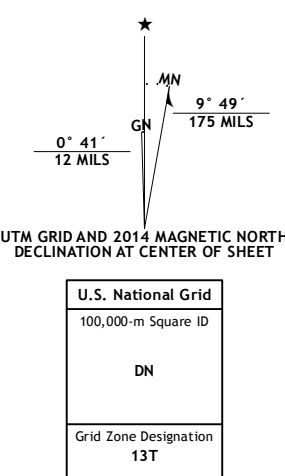 ★
MN
GN
9° 49´
175 MILS
0° 41´
12 MILS
UTM GRID AND 2014 MAGNETIC NORTH
DECLINATION AT CENTER OF SHEET
U.S. National Grid
100,000-m Square ID
DN
Grid Zone Designation
13T